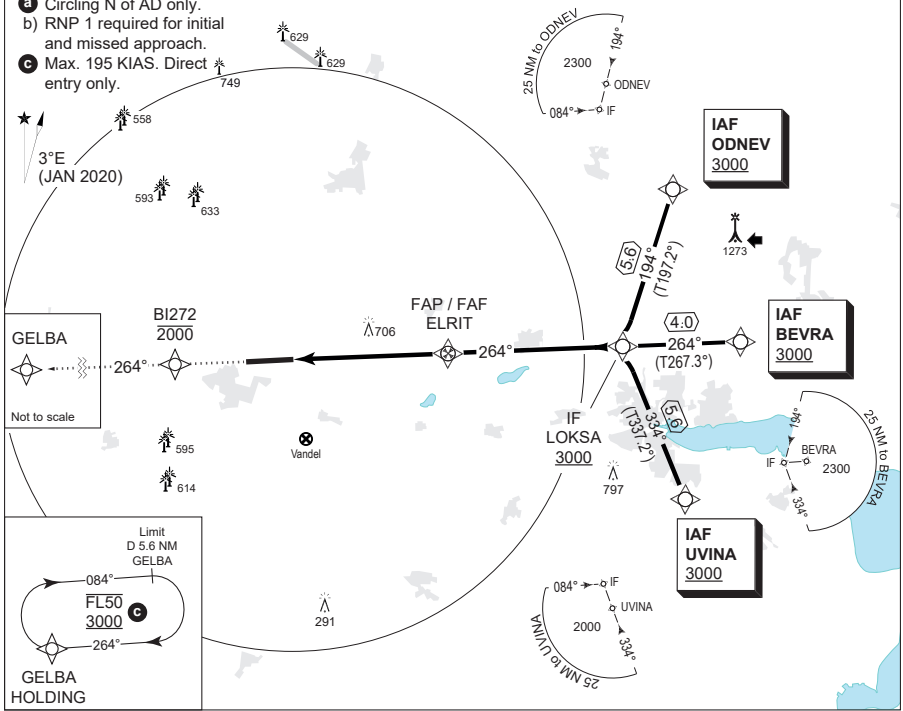 a Circling N of AD only.
b) RNP 1 required for initial
and missed approach.
c Max. 195 KIAS. Direct
entry only.
629
629
749
558
3°E
(JAN 2020)
593
633
25 NM to ODNEV
194°
2300
ODNEV
084°
IF
IAF
ODNEV
3000
1273
5.6
194°
(T197.2°)
BI272
2000
706
FAP / FAF
ELRIT
264°
4.0
264°
(T267.3°)
IAF
BEVRA
3000
GELBA
264°
Not to scale
IF
LOKSA
3000
5.6
334°
(T337.2°)
595
614
Vandel
797
25 NM to BEVRA
194°
BEVRA
IF
2300
334°
IAF
UVINA
3000
Limit
D 5.6 NM
GELBA
084°
FL50
3000
c
264°
GELBA
HOLDING
291
084°
IF
UVINA
2000
334°
25 NM to UVINA